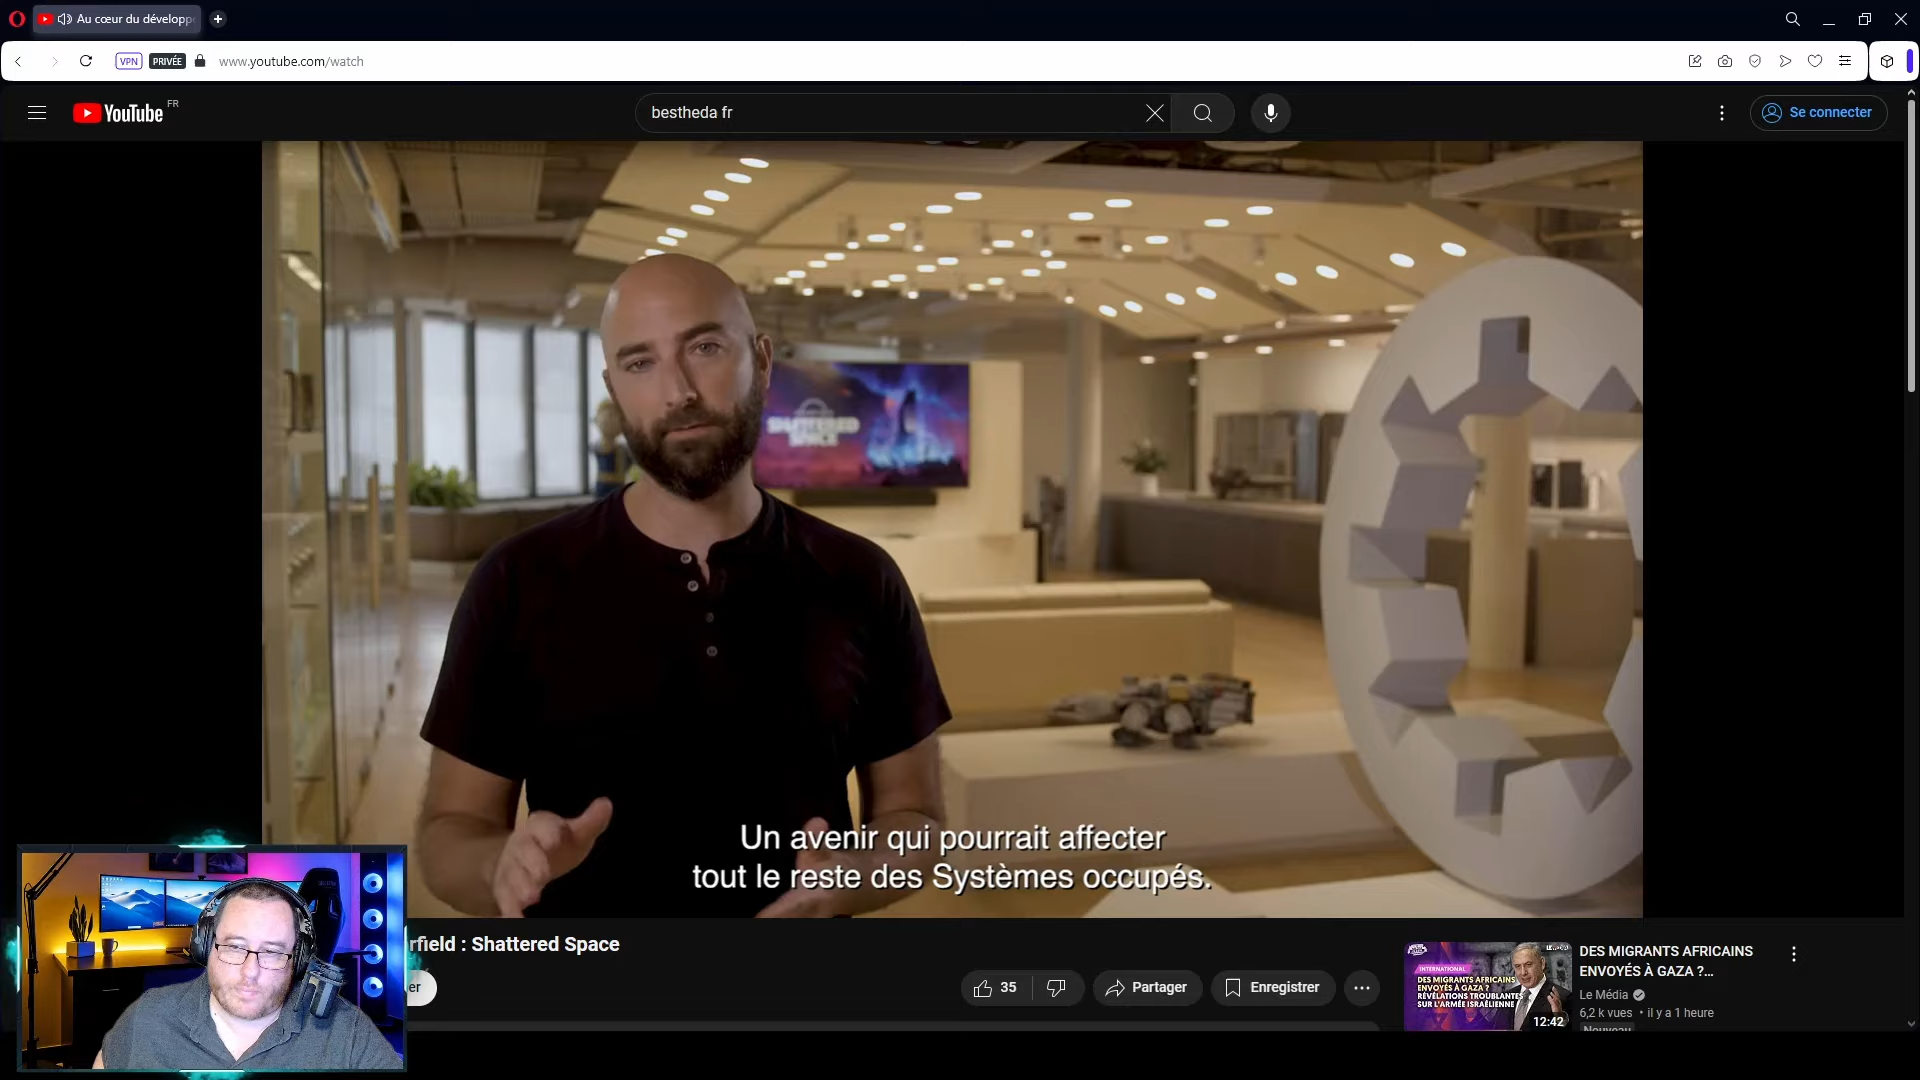 Au cœur du développ
VPN
PRIVÉE
www.youtube.com/watch
YouTube FR
bestheda fr
Se connecter
SHATTERED
SPACE
Un avenir qui pourrait affecter
tout le reste des Systèmes occupés.
rfield : Shattered Space
er
35
Partager
Enregistrer
INTERNATIONAL
DES MIGRANTS AFRICAINS
ENVOYÉS À GAZA ?
RÉVÉLATIONS TROUBLANTES
SUR L'ARMÉE ISRAÉLIENNE
12:42
DES MIGRANTS AFRICAINS
ENVOYÉS À GAZA ?...
Le Média
6,2 k vues • il y a 1 heure
Nouveau